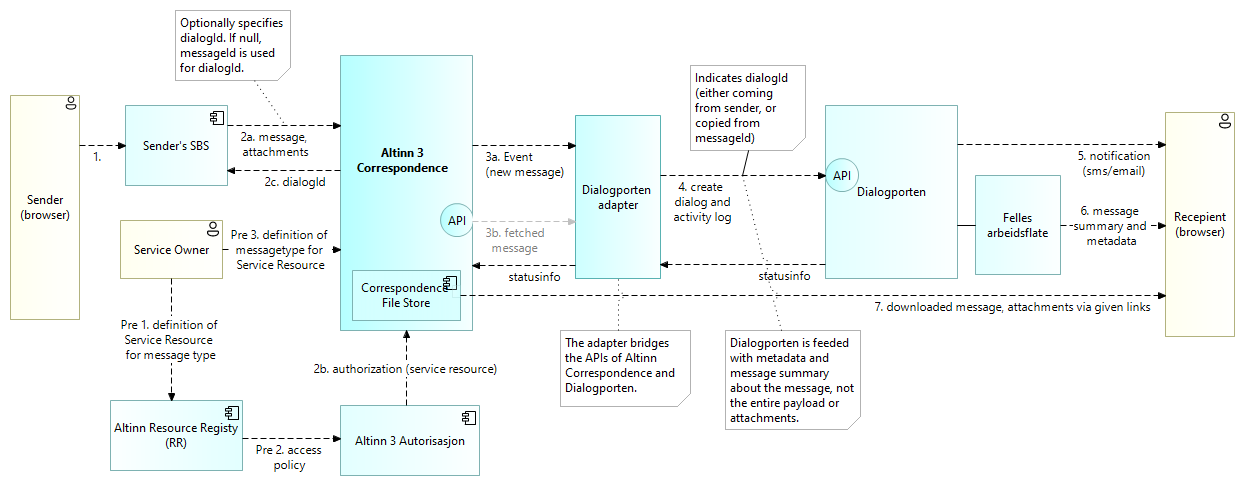 Optionally specifies
dialogId. If null,
messageId is used
for dialogId.
Sender
(browser)
1.
Sender's SBS
2a. message,
attachments
2c. dialogId
Altinn 3
Correspondence
API
Correspondence
File Store
3a. Event
(new message)
3b. fetched
message
statusinfo
Dialogporten
adapter
Indicates dialogId
(either coming
from sender, or
copied from
messageId)
4. create
dialog and
activity log
statusinfo
API
Dialogporten
Felles
arbeidsflate
5. notification
(sms/email)
6. message
summary and
metadata
Recepient
(browser)
7. downloaded message, attachments via given links
Service Owner
Pre 3. definition of
messagetype for
Service Resource
Pre 1. definition of
Service Resource
for message type
2b. authorization (service resource)
The adapter bridges
the APIs of Altinn
Correspondence and
Dialogporten.
Dialogporten is feeded
with metadata and
message summary
about the message, not
the entire payload or
attachments.
Altinn Resource Registy
(RR)
Pre 2. access
policy
Altinn 3 Autorisasjon